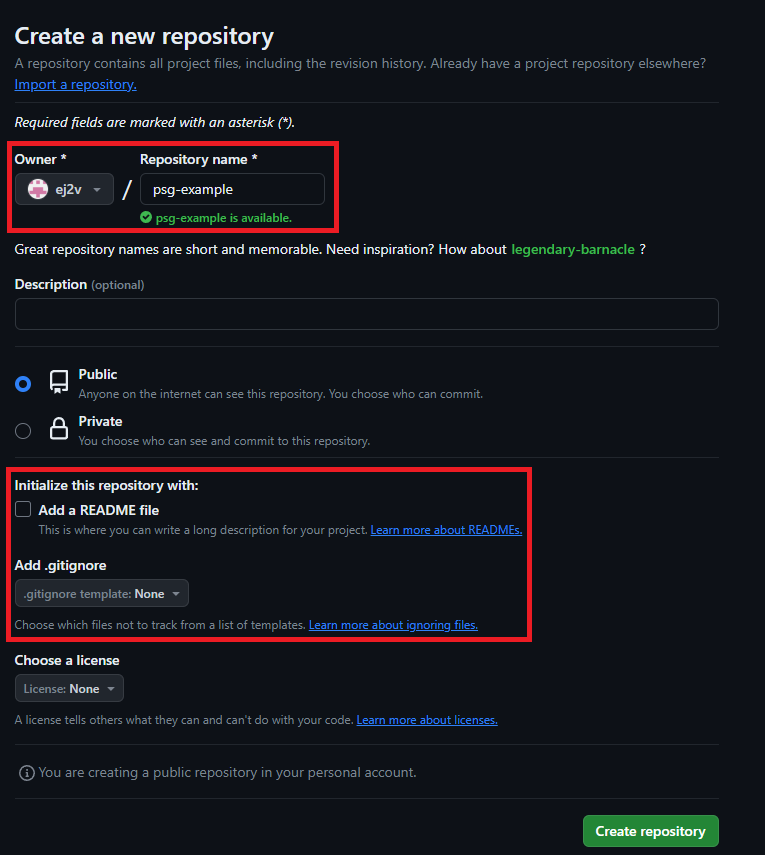 Create a new repository
A repository contains all project files, including the revision history. Already have a project repository elsewhere?
Import a repository.
Required fields are marked with an asterisk (*).
Owner * Repository name *
ej2v / psg-example
psg-example is available.
Great repository names are short and memorable. Need inspiration? How about legendary-barnacle ?
Description (optional)
Public
Anyone on the internet can see this repository. You choose who can commit.
Private
You choose who can see and commit to this repository.
Initialize this repository with:
Add a README file
This is where you can write a long description for your project. Learn more about READMEs.
Add .gitignore
.gitignore template: None
Choose which files not to track from a list of templates. Learn more about ignoring files.
Choose a license
License: None
A license tells others what they can and can't do with your code. Learn more about licenses.
You are creating a public repository in your personal account.
Create repository